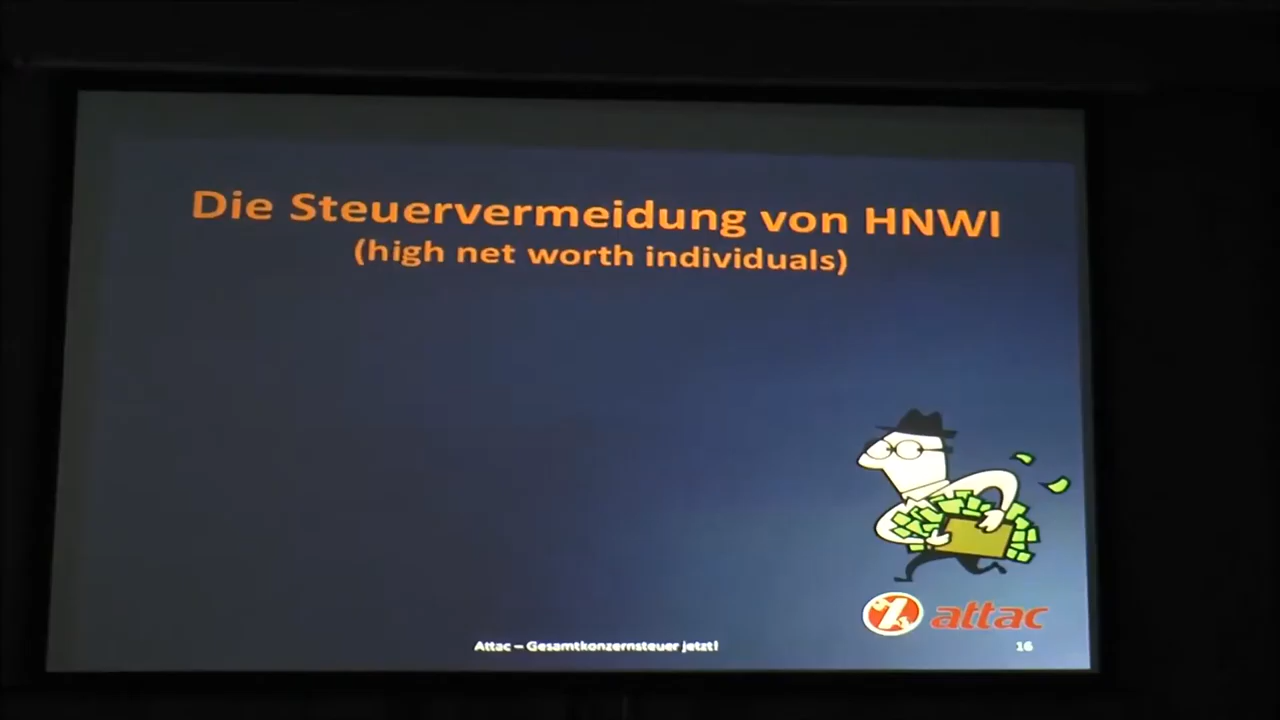 Die Steuervermeidung von HNWI
(high net worth individuals)
attac
Attac – Gesamtkonzernsteuer jetzt!
16